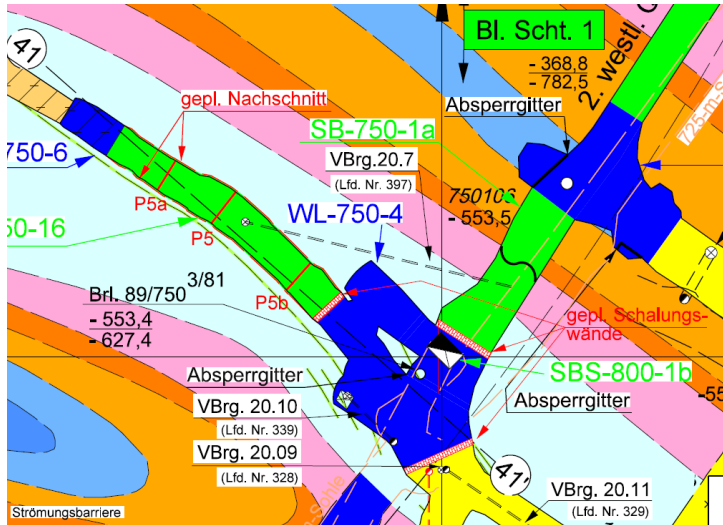 Bl. Scht. 1
41
- 368,8
- 782,5
2. westl.
gepl. Nachschnitt
Absperrgitter
SB-750-1a
VBrg.20.7
(Lfd. Nr. 397)
750-6
750106
- 553,5
P5a
WL-750-4
50-16
P5
3/81
Brl. 89/750
- 553,4
- 627,4
P5b
gepl. Schalungs-
wände
Absperrgitter
SBS-800-1b
Absperrgitter
VBrg. 20.10
(Lfd. Nr. 339)
VBrg. 20.09
(Lfd. Nr. 328)
41'
VBrg. 20.11
(Lfd. Nr. 329)
Strömungsbarriere